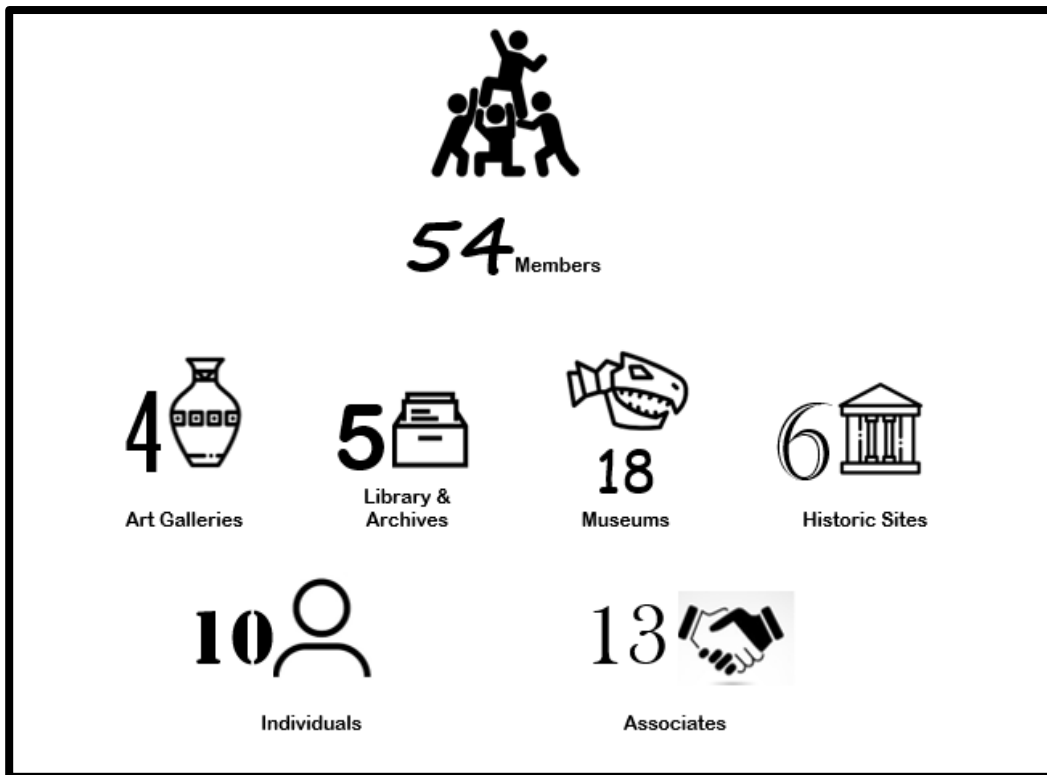 54 Members
4
Art Galleries
5
Library &
Archives
18
Museums
6
Historic Sites
10
Individuals
13
Associates